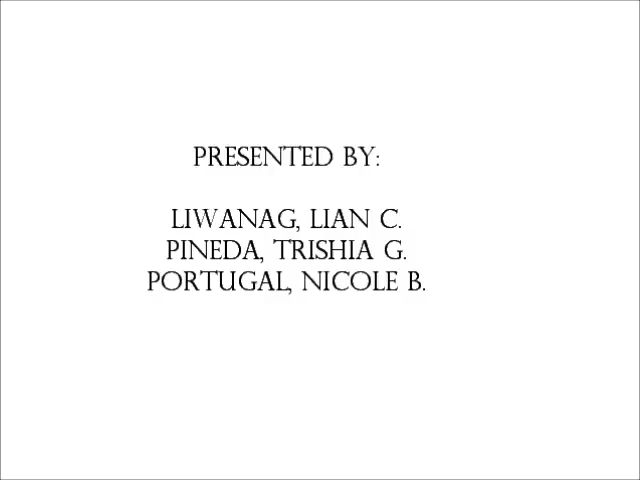 PRESENTED BY:
LIWANAG, LIAN C.
PINEDA, TRISHIA G.
PORTUGAL, NICOLE B.